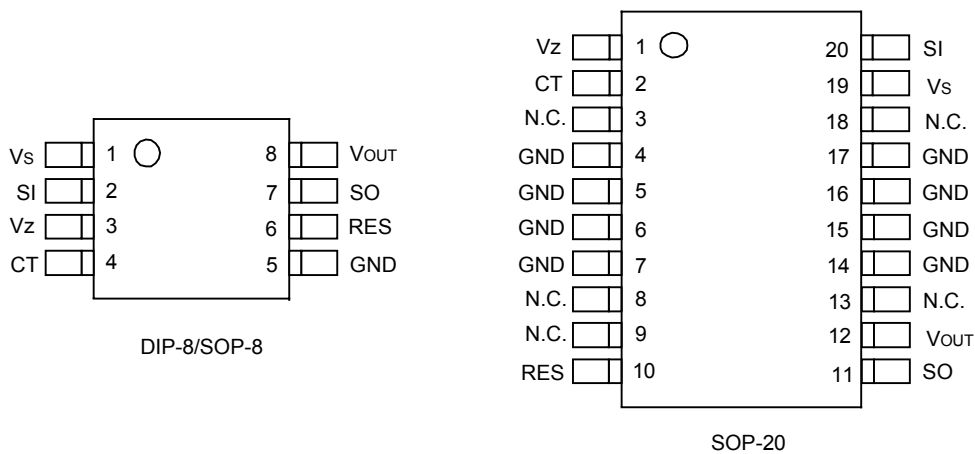 Vs 1 8 VOUT
SI 2 7 SO
Vz 3 6 RES
CT 4 5 GND
DIP-8/SOP-8
Vz 1 20 SI
CT 2 19 Vs
N.C. 3 18 N.C.
GND 4 17 GND
GND 5 16 GND
GND 6 15 GND
GND 7 14 GND
N.C. 8 13 N.C.
N.C. 9 12 VOUT
RES 10 11 SO
SOP-20